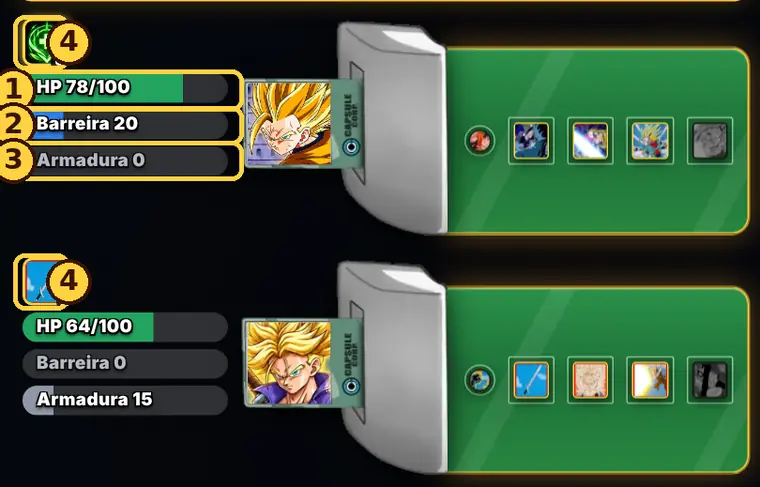 4
1 HP 78/100
2 Barreira 20
3 Armadura 0
CAPSULE
CORP
4
HP 64/100
Barreira 0
Armadura 15
CAPSULE
CORP